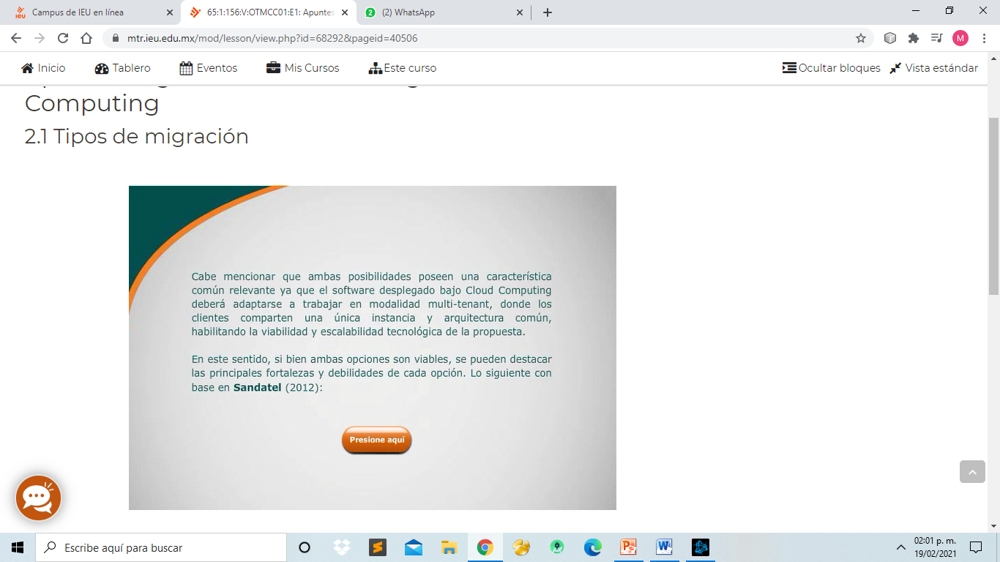 Campus de IEU en línea
65:1:156:V:OTMCC01:E1: Apuntes
(2) WhatsApp
mtr.ieu.edu.mx/mod/lesson/view.php?id=68292&pageid=40506
M
Inicio
Tablero
Eventos
Mis Cursos
Este curso
Ocultar bloques
Vista estándar
Computing
2.1 Tipos de migración
Cabe mencionar que ambas posibilidades poseen una característica
común relevante ya que el software desplegado bajo Cloud Computing
deberá adaptarse a trabajar en modalidad multi-tenant, donde los
clientes comparten una única instancia y arquitectura común,
habilitando la viabilidad y escalabilidad tecnológica de la propuesta.
En este sentido, si bien ambas opciones son viables, se pueden destacar
las principales fortalezas y debilidades de cada opción. Lo siguiente con
base en Sandatel (2012):
Presione aquí
Escribe aquí para buscar
02:01 p. m.
19/02/2021